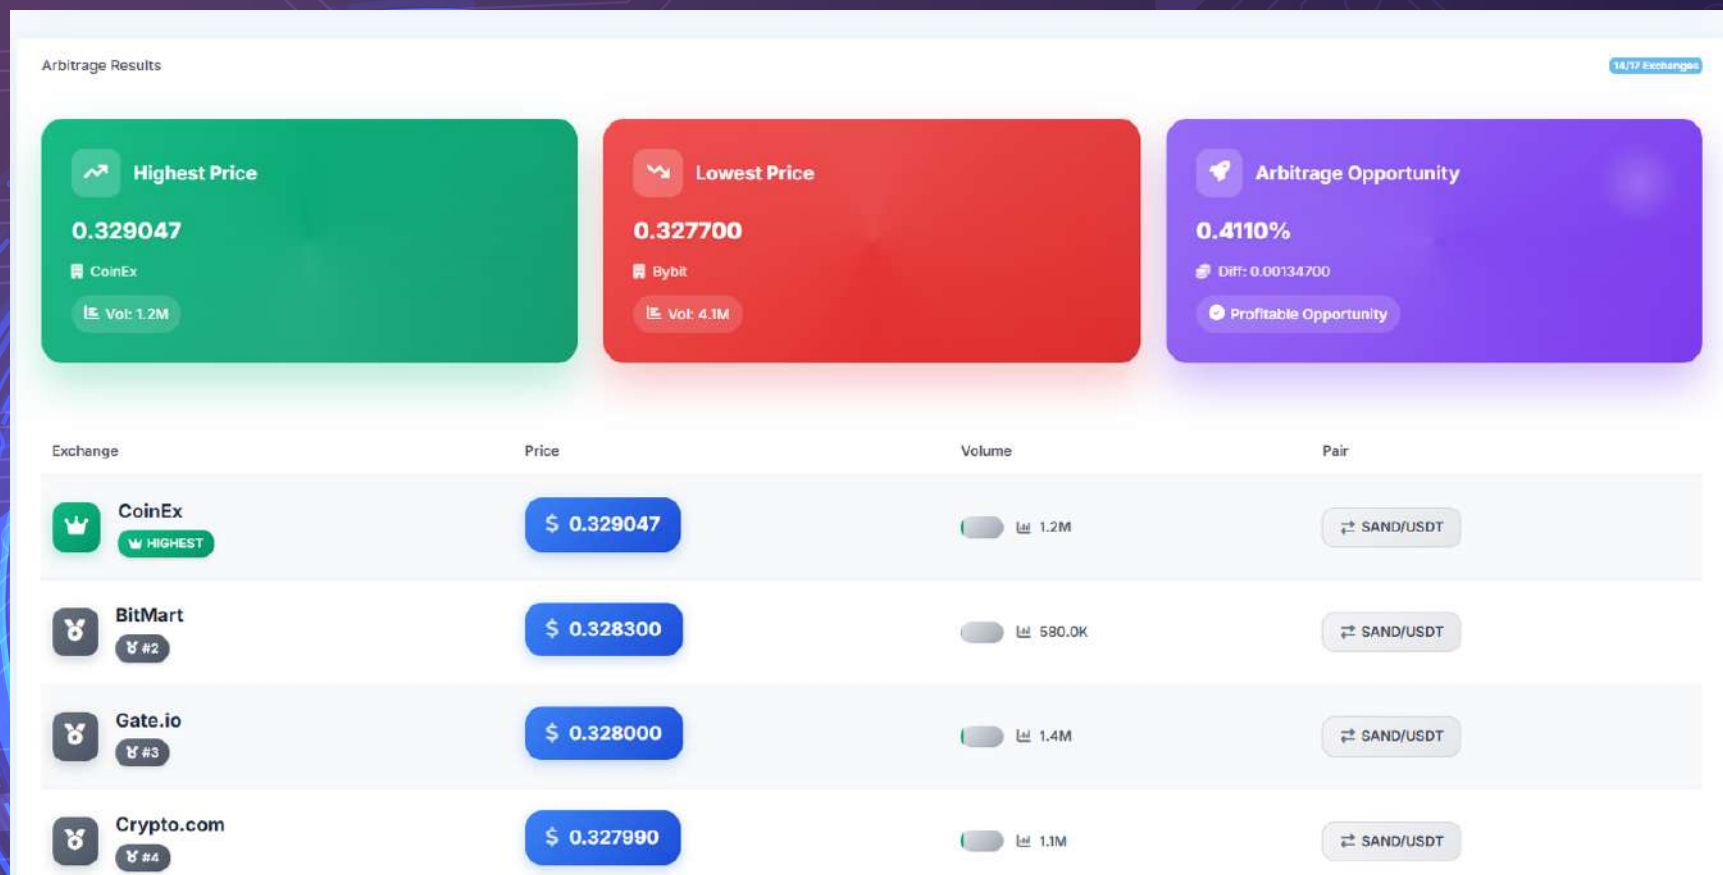 Arbitrage Results
14/17 Exchanges
Highest Price
0.329047
CoinEx
Vol: 1.2M
Lowest Price
0.327700
Bybit
Vol: 4.1M
Arbitrage Opportunity
0.4110%
Diff: 0.00134700
Profitable Opportunity
Exchange Price Volume Pair
CoinEx
HIGHEST
$ 0.329047
1.2M
SAND/USDT
BitMart
#2
$ 0.328300
580.0K
SAND/USDT
Gate.io
#3
$ 0.328000
1.4M
SAND/USDT
Crypto.com
#4
$ 0.327990
1.1M
SAND/USDT